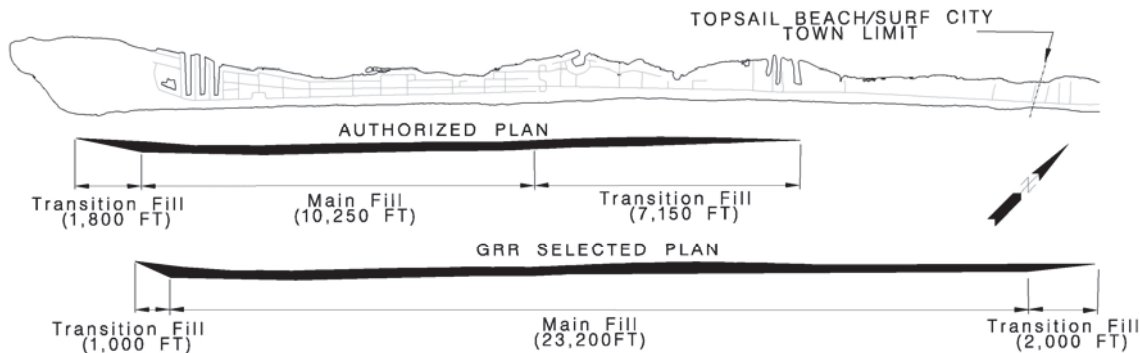 TOPSAIL BEACH/SURF CITY
TOWN LIMIT
AUTHORIZED PLAN
Transition Fill
(1,800 FT)
Main Fill
(10,250 FT)
Transition Fill
(7,150 FT)
N
GRR SELECTED PLAN
Transition Fill
(1,000 FT)
Main Fill
(23,200FT)
Transition Fill
(2,000 FT)